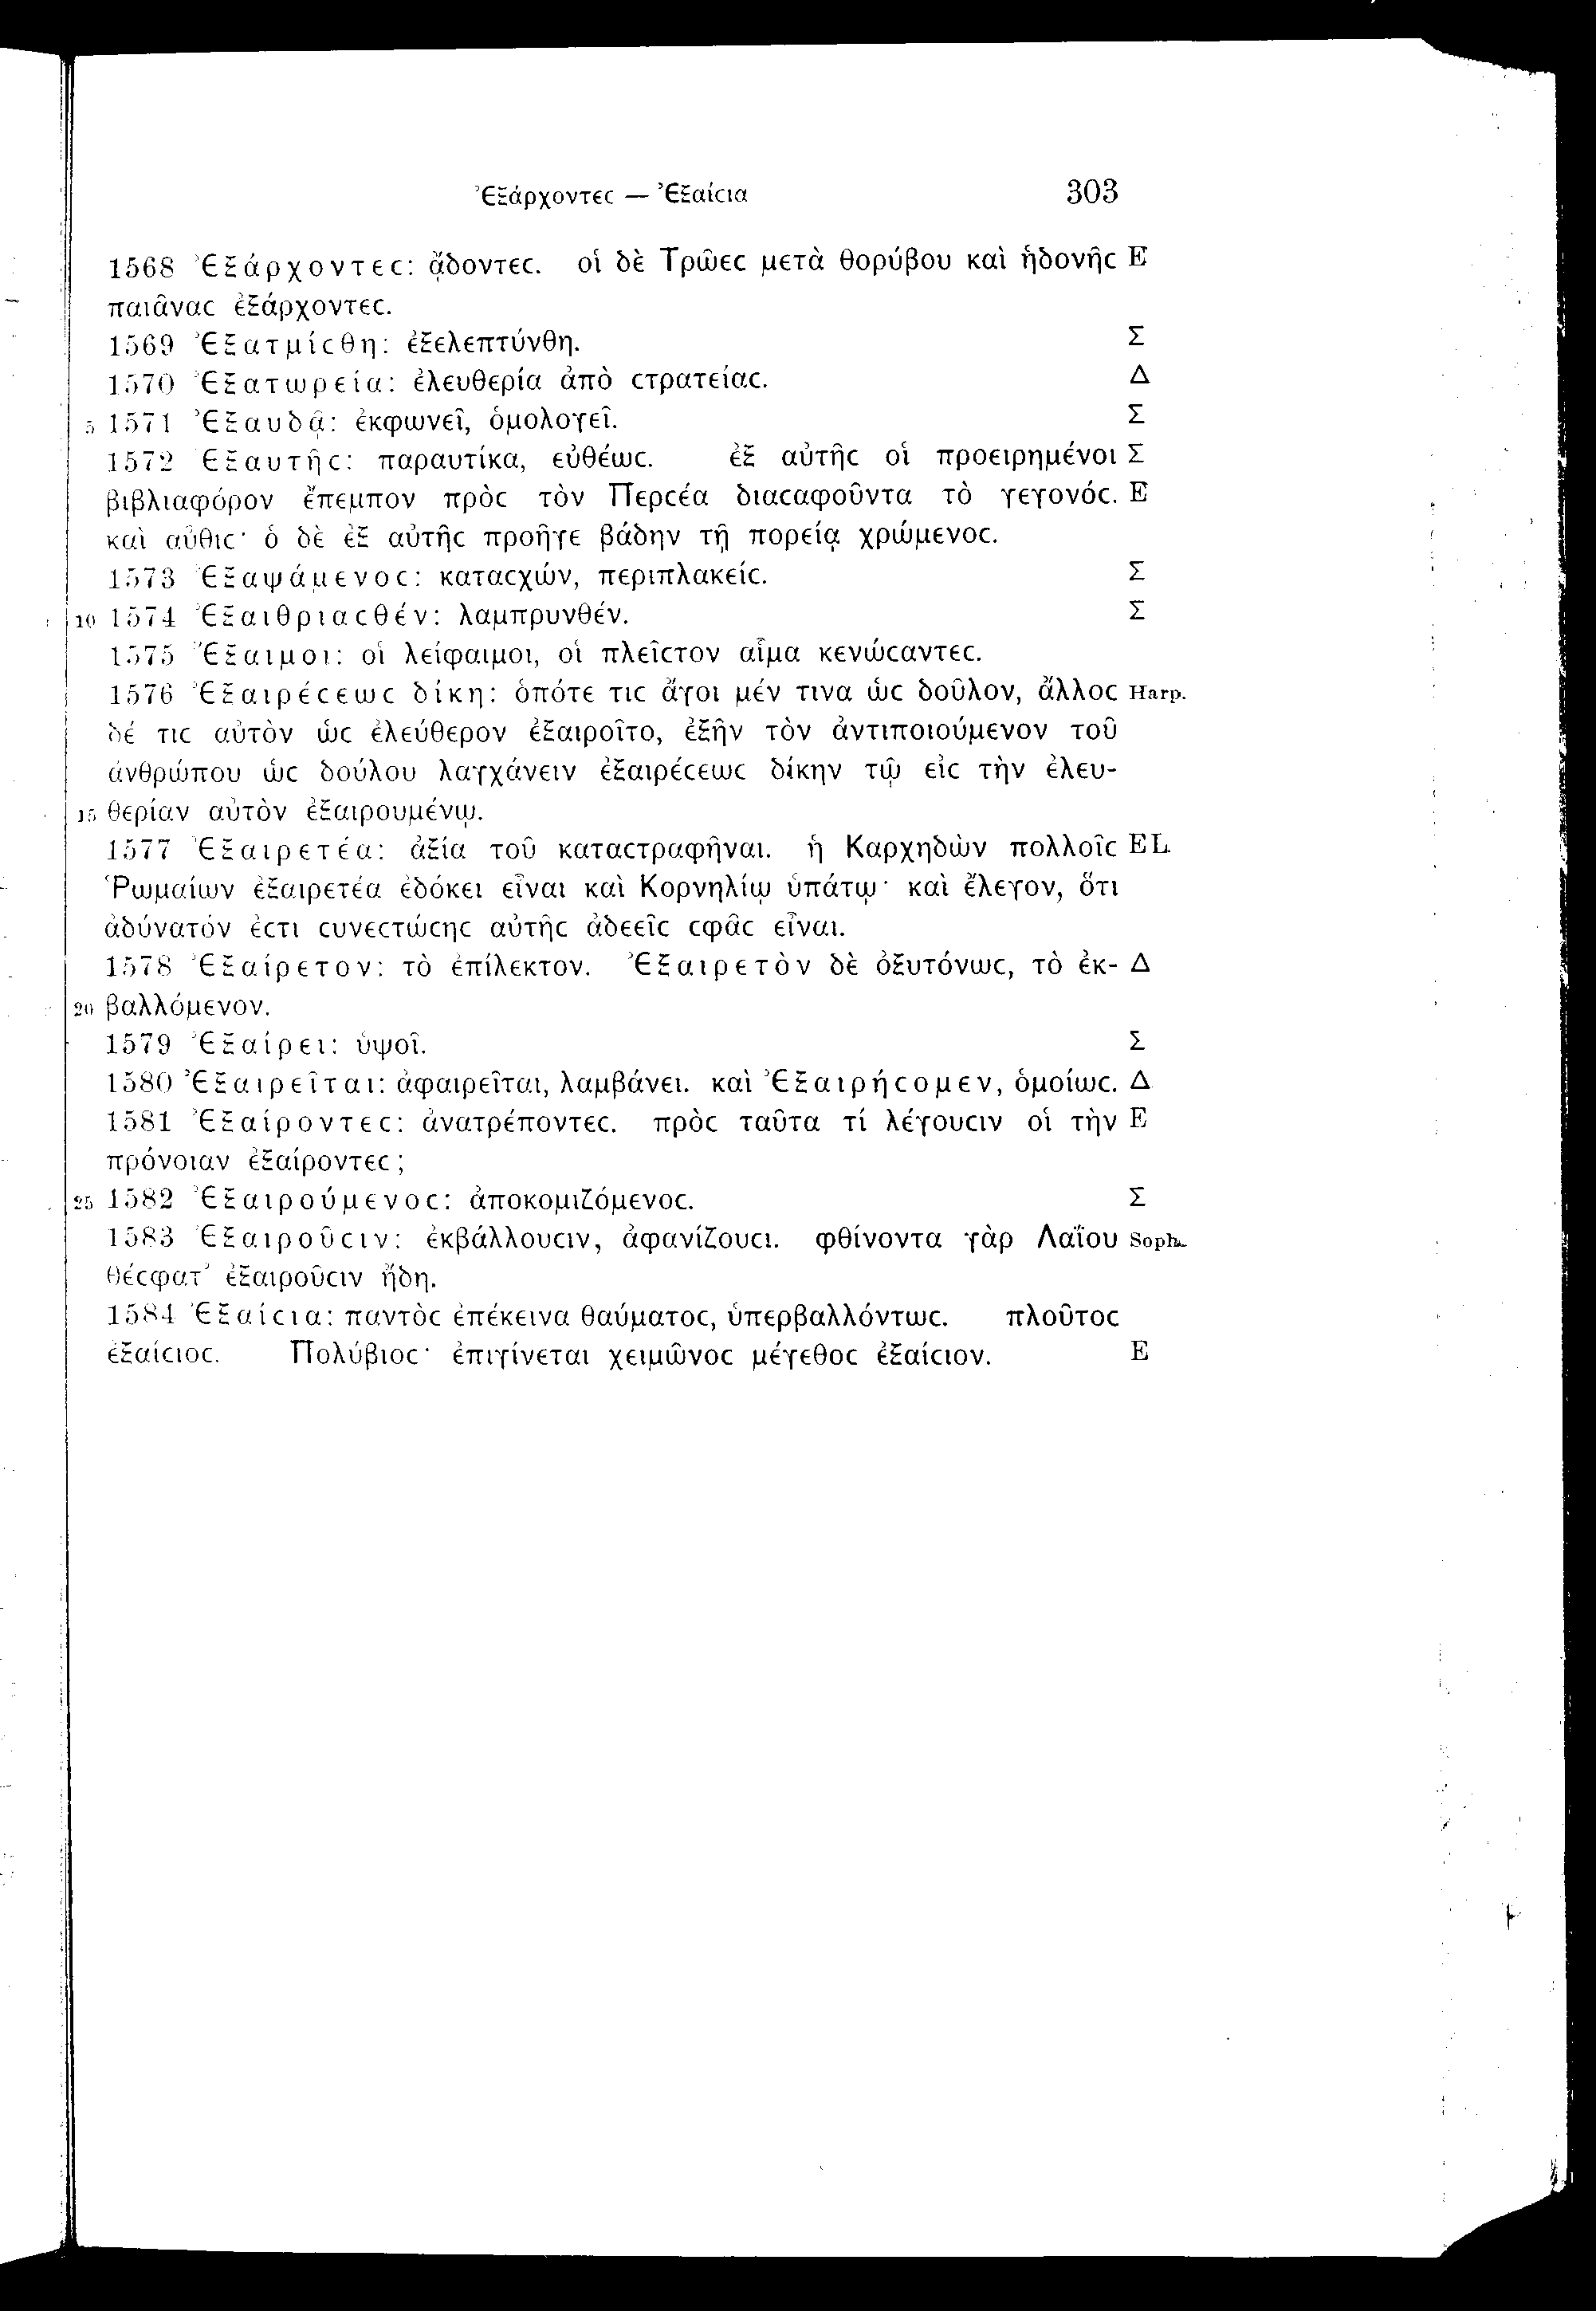 Ἐξάρχοντεϲ — Ἐξαίϲια 303
1568 Ἐξάρχοντεϲ: ᾄδοντεϲ. οἱ δὲ Τρῶεϲ μετὰ θορύβου καὶ ἡδονῆϲ E
παιᾶναϲ ἐξάρχοντεϲ.
1569 Ἐξατμίϲθη: ἐξελεπτύνθη. Σ
1570 Ἐξατωρεία: ἐλευθερία ἀπὸ ϲτρατείαϲ. Δ
5 1571 Ἐξαυδᾷ: ἐκφωνεῖ, ὁμολογεῖ. Σ
1572 Ἐξαυτῆϲ: παραυτίκα, εὐθέωϲ. ἐξ αὐτῆϲ οἱ προειρημένοι Σ
βιβλιαφόρον ἔπεμπον πρὸϲ τὸν Περϲέα διαϲαφοῦντα τὸ γεγονόϲ. E
καὶ αὖθιϲ· ὁ δὲ ἐξ αὐτῆϲ προῆγε βάδην τῇ πορείᾳ χρώμενοϲ.
1573 Ἐξαψάμενοϲ: καταϲχών, περιπλακείϲ. Σ
10 1574 Ἐξαιθριαϲθέν: λαμπρυνθέν. Σ
1575 Ἔξαιμοι: οἱ λείφαιμοι, οἱ πλεῖϲτον αἷμα κενώϲαντεϲ.
1576 Ἐξαιρέϲεωϲ δίκη: ὁπότε τιϲ ἄγοι μέν τινα ὡϲ δοῦλον, ἄλλοϲ Harp.
δέ τιϲ αὐτὸν ὡϲ ἐλεύθερον ἐξαιροῖτο, ἐξῆν τὸν ἀντιποιούμενον τοῦ
ἀνθρώπου ὡϲ δούλου λαγχάνειν ἐξαιρέϲεωϲ δίκην τῷ εἰϲ τὴν ἐλευ-
15 θερίαν αὐτὸν ἐξαιρουμένῳ.
1577 Ἐξαιρετέα: ἀξία τοῦ καταϲτραφῆναι. ἡ Καρχηδὼν πολλοῖϲ EL
Ῥωμαίων ἐξαιρετέα ἐδόκει εἶναι καὶ Κορνηλίῳ ὑπάτῳ· καὶ ἔλεγον, ὅτι
ἀδύνατόν ἐϲτι ϲυνεϲτώϲηϲ αὐτῆϲ ἀδεεῖϲ ϲφᾶϲ εἶναι.
1578 Ἐξαίρετον: τὸ ἐπίλεκτον. Ἐξαιρετὸν δὲ ὀξυτόνωϲ, τὸ ἐκ- Δ
20 βαλλόμενον.
1579 Ἐξαίρει: ὑψοῖ. Σ
1580 Ἐξαιρεῖται: ἀφαιρεῖται, λαμβάνει. καὶ Ἐξαιρήϲομεν, ὁμοίωϲ. Δ
1581 Ἐξαίροντεϲ: ἀνατρέποντεϲ. πρὸϲ ταῦτα τί λέγουϲιν οἱ τὴν E
πρόνοιαν ἐξαίροντεϲ;
25 1582 Ἐξαιρούμενοϲ: ἀποκομιζόμενοϲ. Σ
1583 Ἐξαιροῦϲιν: ἐκβάλλουϲιν, ἀφανίζουϲι. φθίνοντα γὰρ Λαΐου Soph.
θέϲφατ' ἐξαιροῦϲιν ἤδη.
1584 Ἐξαίϲια: παντὸϲ ἐπέκεινα θαύματοϲ, ὑπερβαλλόντωϲ. πλοῦτοϲ
ἐξαίϲιοϲ. Πολύβιοϲ· ἐπιγίνεται χειμῶνοϲ μέγεθοϲ ἐξαίϲιον. E